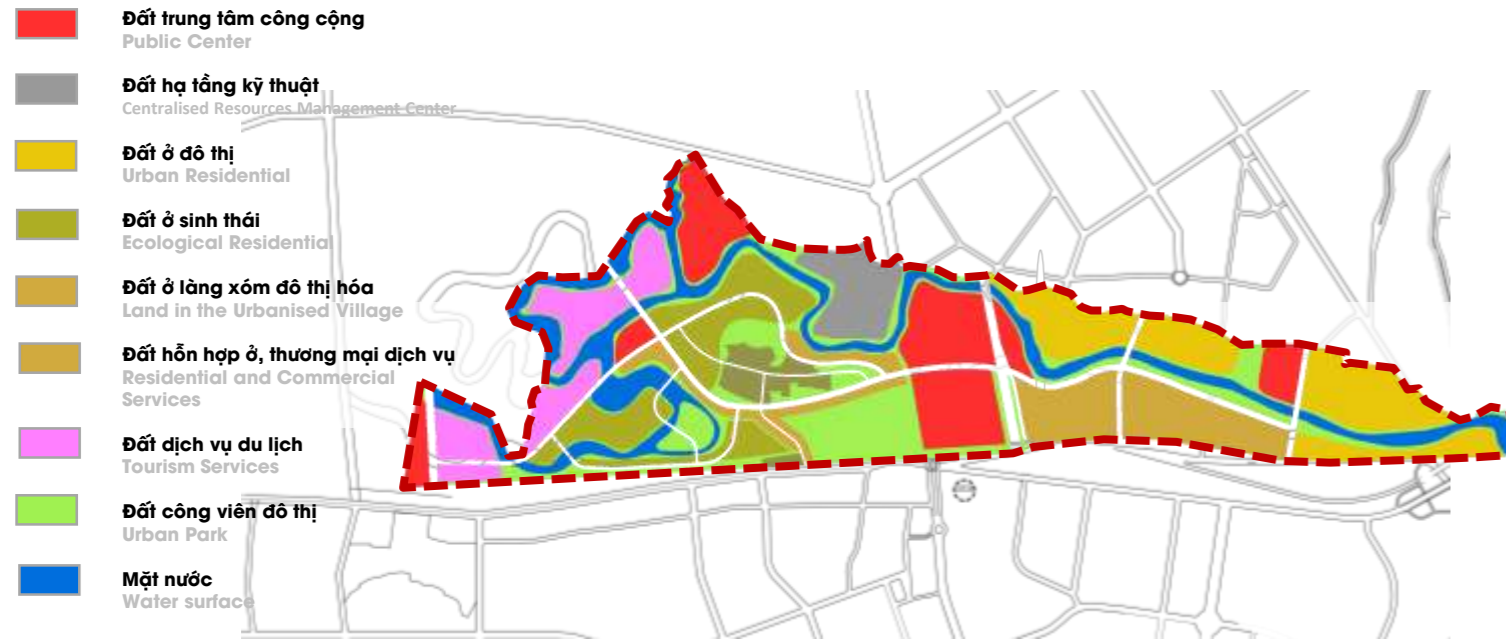 Đất trung tâm công cộng
Public Center
Đất hạ tầng kỹ thuật
Centralised Resources Management Center
Đất ở đô thị
Urban Residential
Đất ở sinh thái
Ecological Residential
Đất ở làng xóm đô thị hóa
Land in the Urbanised Village
Đất hỗn hợp ở, thương mại dịch vụ
Residential and Commercial
Services
Đất dịch vụ du lịch
Tourism Services
Đất công viên đô thị
Urban Park
Mặt nước
Water surface